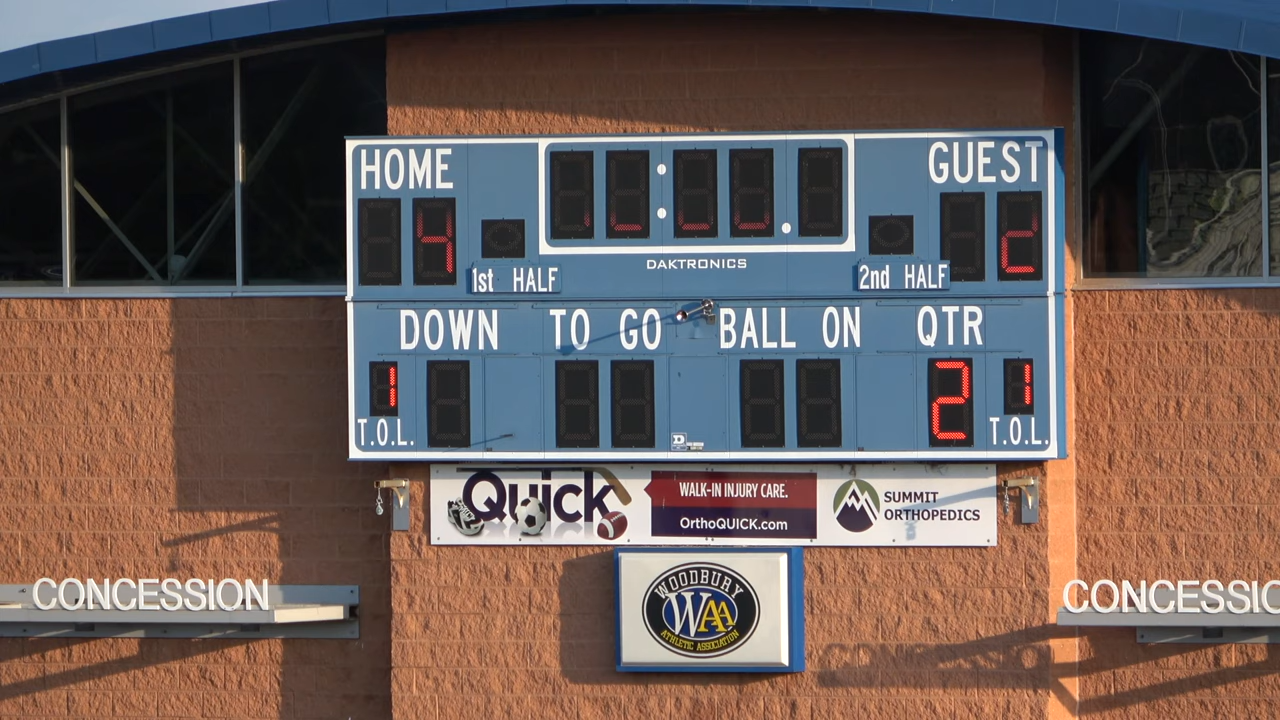 HOME
GUEST
4
2
1st HALF
DAKTRONICS
2nd HALF
DOWN TO GO BALL ON QTR
1
2
1
T.O.L.
T.O.L.
Quick
WALK-IN INJURY CARE.
OrthoQUICK.com
SUMMIT
ORTHOPEDICS
CONCESSION
CONCESSIO
WOODBURY
WAA
ATHLETIC ASSOCIATION